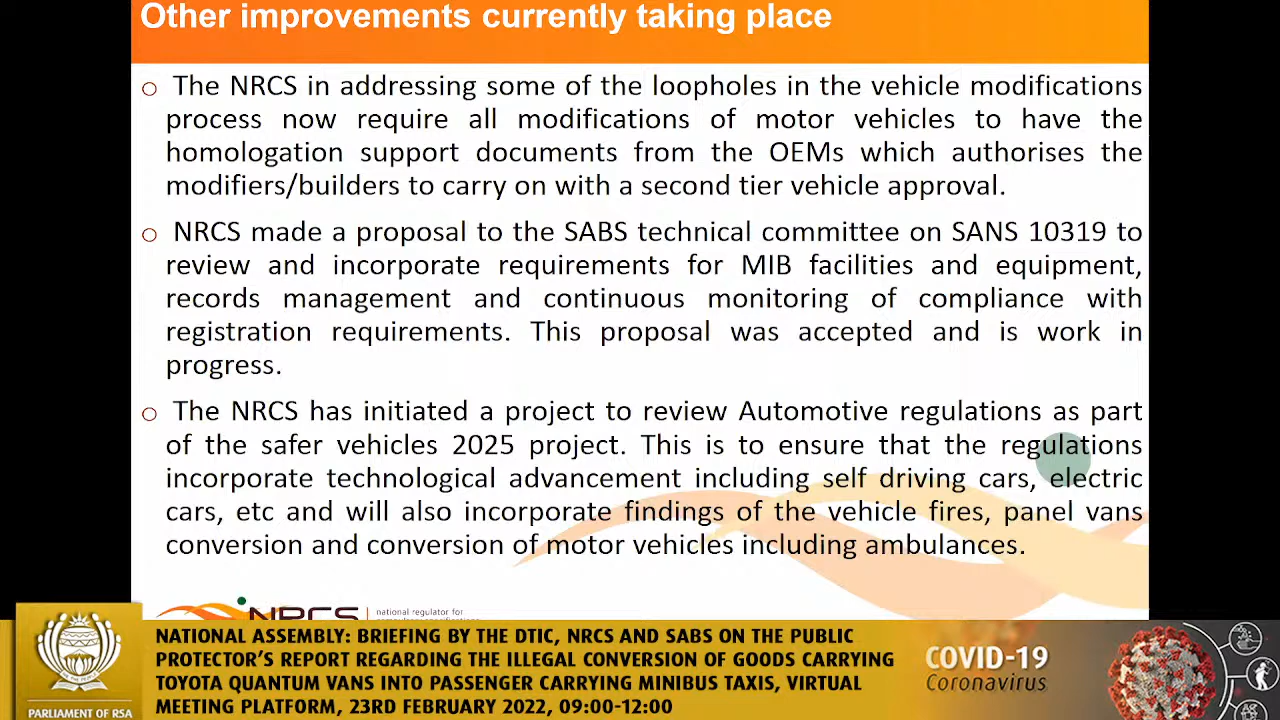 Other improvements currently taking place
The NRCS in addressing some of the loopholes in the vehicle modifications
process now require all modifications of motor vehicles to have the
homologation support documents from the OEMs which authorises the
modifiers/builders to carry on with a second tier vehicle approval.
NRCS made a proposal to the SABS technical committee on SANS 10319 to
review and incorporate requirements for MIB facilities and equipment,
records management and continuous monitoring of compliance with
registration requirements. This proposal was accepted and is work in
progress.
The NRCS has initiated a project to review Automotive regulations as part
of the safer vehicles 2025 project. This is to ensure that the regulations
incorporate technological advancement including self driving cars, electric
cars, etc and will also incorporate findings of the vehicle fires, panel vans
conversion and conversion of motor vehicles including ambulances.
NRCS
national regulator for
NATIONAL ASSEMBLY: BRIEFING BY THE DTIC, NRCS AND SABS ON THE PUBLIC
PROTECTOR'S REPORT REGARDING THE ILLEGAL CONVERSION OF GOODS CARRYING
TOYOTA QUANTUM VANS INTO PASSENGER CARRYING MINIBUS TAXIS, VIRTUAL
MEETING PLATFORM, 23RD FEBRUARY 2022, 09:00-12:00
PARLIAMENT OF RSA
COVID-19
Coronavirus